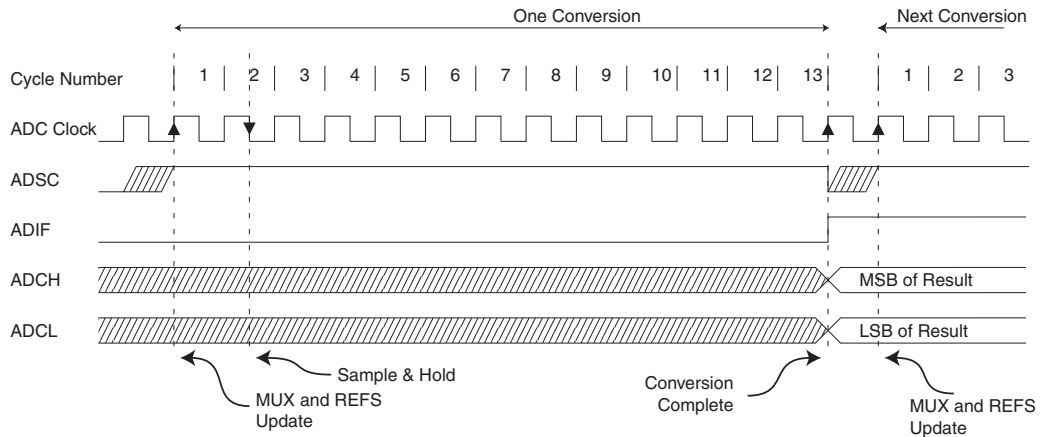 One Conversion
Next Conversion
Cycle Number
1 2 3 4 5 6 7 8 9 10 11 12 13 1 2 3
ADC Clock
ADSC
ADIF
ADCH
MSB of Result
ADCL
LSB of Result
Sample & Hold
MUX and REFS
Update
Conversion
Complete
MUX and REFS
Update